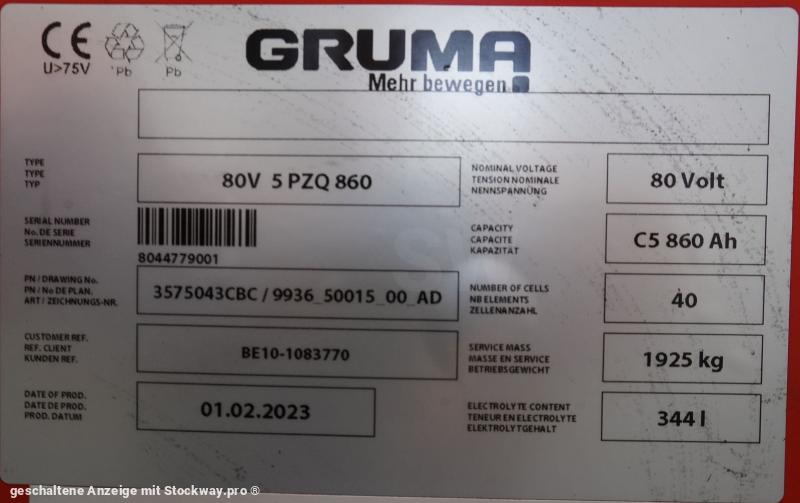 CE
U>75V
Pb
Pb
GRUMA
Mehr bewegen
TYPE
TYPE
TYP
80V 5 PZQ 860
NOMINAL VOLTAGE
TENSION NOMINALE
NENNSPANNUNG
80 Volt
SERIAL NUMBER
No. DE SERIE
SERIENNUMMER
8044779001
CAPACITY
CAPACITE
KAPAZITÄT
C5 860 Ah
PN / DRAWING No.
PN / No DE PLAN.
ART / ZEICHNUNGS-NR.
3575043CBC / 9936_50015_00_AD
NUMBER OF CELLS
NB ELEMENTS
ZELLENANZAHL
40
CUSTOMER REF.
REF. CLIENT
KUNDEN REF.
BE10-1083770
SERVICE MASS
MASSE EN SERVICE
BETRIEBSGEWICHT
1925 kg
DATE OF PROD.
DATE DE PROD.
PROD. DATUM
01.02.2023
ELECTROLYTE CONTENT
TENEUR EN ELECTROLYTE
ELEKTROLYTGEHALT
344 l
geschaltene Anzeige mit Stockway.pro ®